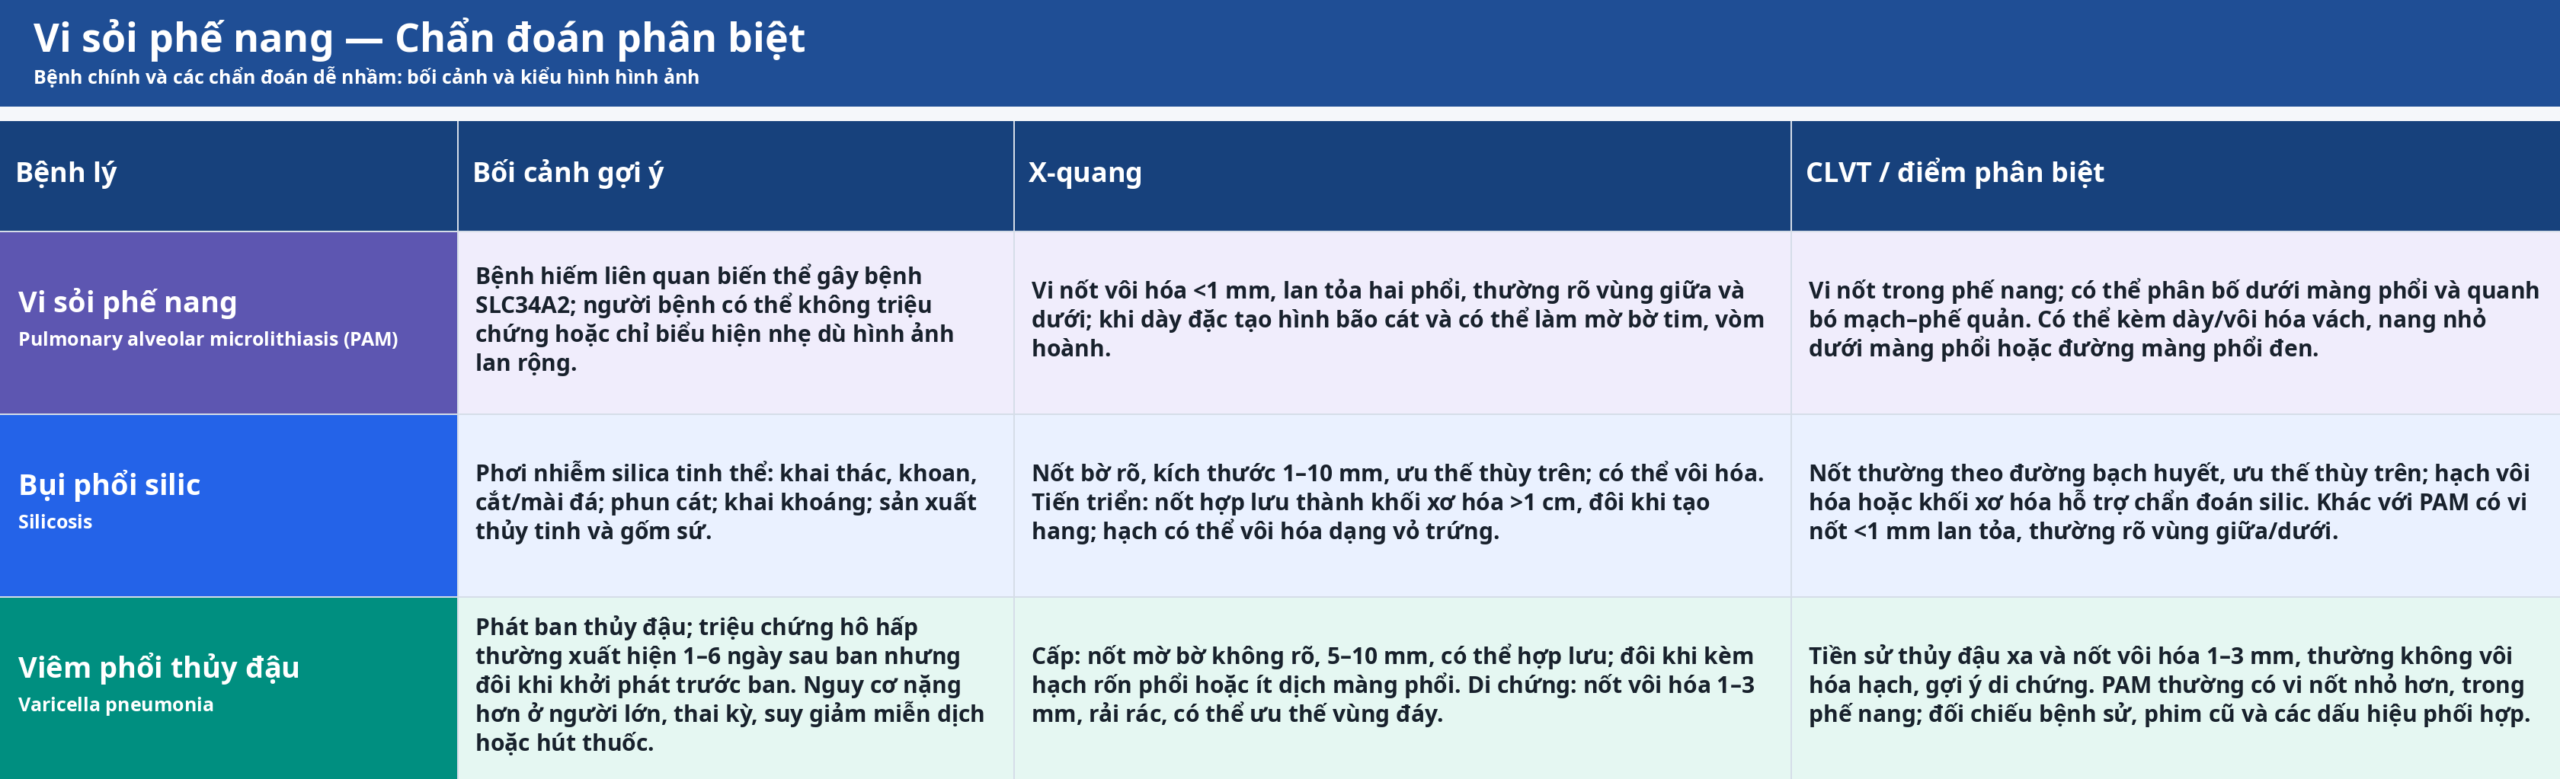 Vi sỏi phế nang — Chẩn đoán phân biệt
Bệnh chính và các chẩn đoán dễ nhầm: bối cảnh và kiểu hình hình ảnh
Bệnh lý
Bối cảnh gợi ý
X-quang
CLVT / điểm phân biệt
Vi sỏi phế nang
Pulmonary alveolar microlithiasis (PAM)
Bệnh hiếm liên quan biến thể gây bệnh
SLC34A2; người bệnh có thể không triệu
chứng hoặc chỉ biểu hiện nhẹ dù hình ảnh
lan rộng.
Vi nốt vôi hóa <1 mm, lan tỏa hai phổi, thường rõ vùng giữa và
dưới; khi dày đặc tạo hình bão cát và có thể làm mờ bờ tim, vòm
hoành.
Vi nốt trong phế nang; có thể phân bố dưới màng phổi và quanh
bó mạch–phế quản. Có thể kèm dày/vôi hóa vách, nang nhỏ
dưới màng phổi hoặc đường màng phổi đen.
Bụi phổi silic
Silicosis
Phơi nhiễm silica tinh thể: khai thác, khoan,
cắt/mài đá; phun cát; khai khoáng; sản xuất
thủy tinh và gốm sứ.
Nốt bờ rõ, kích thước 1–10 mm, ưu thế thùy trên; có thể vôi hóa.
Tiến triển: nốt hợp lưu thành khối xơ hóa >1 cm, đôi khi tạo
hang; hạch có thể vôi hóa dạng vỏ trứng.
Nốt thường theo đường bạch huyết, ưu thế thùy trên; hạch vôi
hóa hoặc khối xơ hóa hỗ trợ chẩn đoán silic. Khác với PAM có vi
nốt <1 mm lan tỏa, thường rõ vùng giữa/dưới.
Viêm phổi thủy đậu
Varicella pneumonia
Phát ban thủy đậu; triệu chứng hô hấp
thường xuất hiện 1–6 ngày sau ban nhưng
đôi khi khởi phát trước ban. Nguy cơ nặng
hơn ở người lớn, thai kỳ, suy giảm miễn dịch
hoặc hút thuốc.
Cấp: nốt mờ bờ không rõ, 5–10 mm, có thể hợp lưu; đôi khi kèm
hạch rốn phổi hoặc ít dịch màng phổi. Di chứng: nốt vôi hóa 1–3
mm, rải rác, có thể ưu thế vùng đáy.
Tiền sử thủy đậu xa và nốt vôi hóa 1–3 mm, thường không vôi
hóa hạch, gợi ý di chứng. PAM thường có vi nốt nhỏ hơn, trong
phế nang; đối chiếu bệnh sử, phim cũ và các dấu hiệu phối hợp.